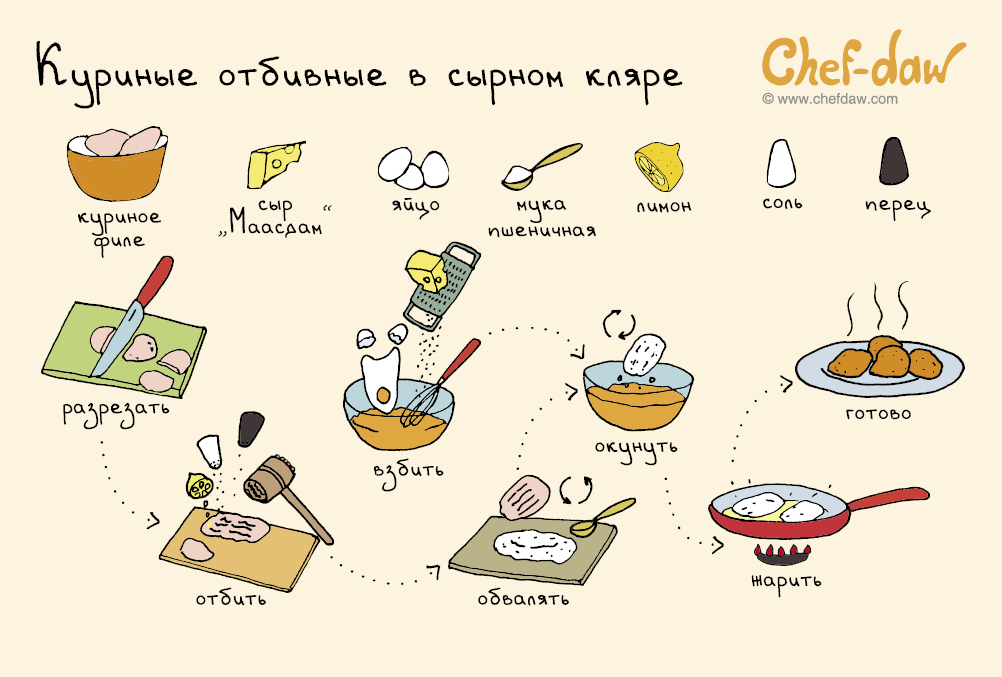 Куриные отбивные в сырном кляре
Chef-daw
© www.chefdaw.com
куриное
филе
сыр
„Маасдам“
яйцо
мука
пшеничная
лимон
соль
перец
разрезать
взбить
окунуть
готово
отбить
обвалять
жарить